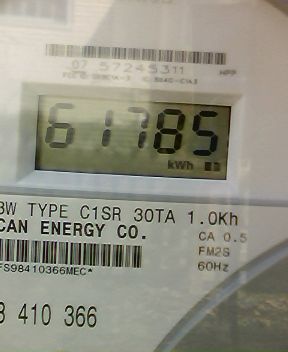 07 57245311
61785
kWh
3W TYPE C1SR 30TA 1.0Kh
CAN ENERGY CO.
CA 0.5
FM2S
60Hz
FS98410366MEC*
8 410 366